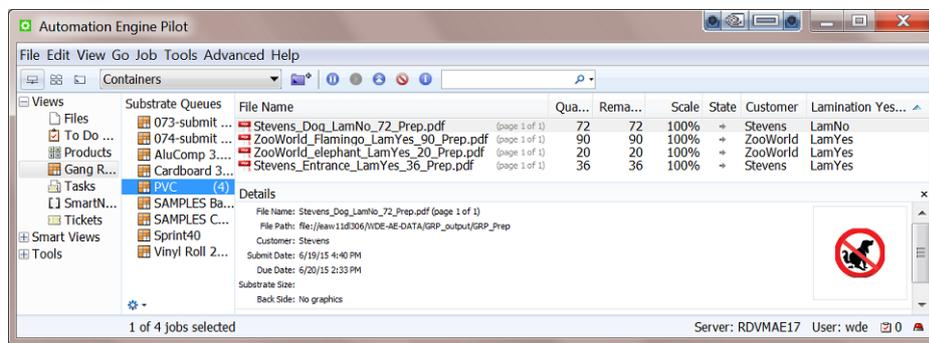 Automation Engine Pilot
File Edit View Go Job Tools Advanced Help
Containers
Views
Files
To Do ...
Products
Gang R...
Tasks
SmartN...
Tickets
Smart Views
Tools
Substrate Queues
073-submit ...
074-submit ...
AluComp 3....
Cardboard 3...
PVC (4)
SAMPLES Ba...
SAMPLES C...
Sprint40
Vinyl Roll 2...
File Name Qua... Rema... Scale State Customer Lamination Yes...
Stevens_Dog_LamNo_72_Prep.pdf (page 1 of 1) 72 72 100% Stevens LamNo
ZooWorld_Flamingo_LamYes_90_Prep.pdf (page 1 of 1) 90 90 100% ZooWorld LamYes
ZooWorld_elephant_LamYes_20_Prep.pdf (page 1 of 1) 20 20 100% ZooWorld LamYes
Stevens_Entrance_LamYes_36_Prep.pdf (page 1 of 1) 36 36 100% Stevens LamYes
Details
File Name: Stevens_Dog_LamNo_72_Prep.pdf (page 1 of 1)
File Path: file://eaw11dl306/WDE-AE-DATA/GRP_output/GRP_Prep
Customer: Stevens
Submit Date: 6/19/15 4:40 PM
Due Date: 6/20/15 2:33 PM
Substrate Size:
Back Side: No graphics
1 of 4 jobs selected
Server: RDVMAE17 User: wde 0